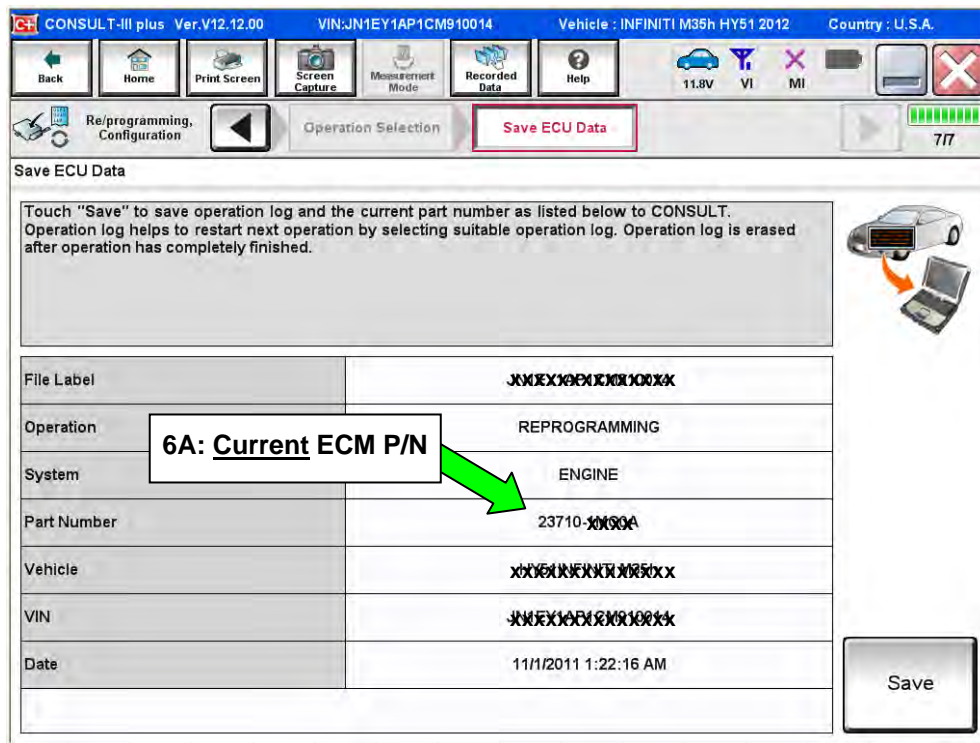 CONSULT-III plus Ver.V12.12.00 VIN:JN1EY1AP1CM910014 Vehicle : INFINITI M35h HY51 2012 Country : U.S.A.
Back Home Print Screen Screen Capture Measurement Mode Recorded Data Help 11.8V VI MI
Re/programming, Configuration Operation Selection Save ECU Data 7/7
Save ECU Data
Touch "Save" to save operation log and the current part number as listed below to CONSULT.
Operation log helps to restart next operation by selecting suitable operation log. Operation log is erased
after operation has completely finished.
File Label
Operation REPROGRAMMING
6A: Current ECM P/N
System ENGINE
Part Number 23710-
Vehicle
VIN
Date 11/1/2011 1:22:16 AM
Save